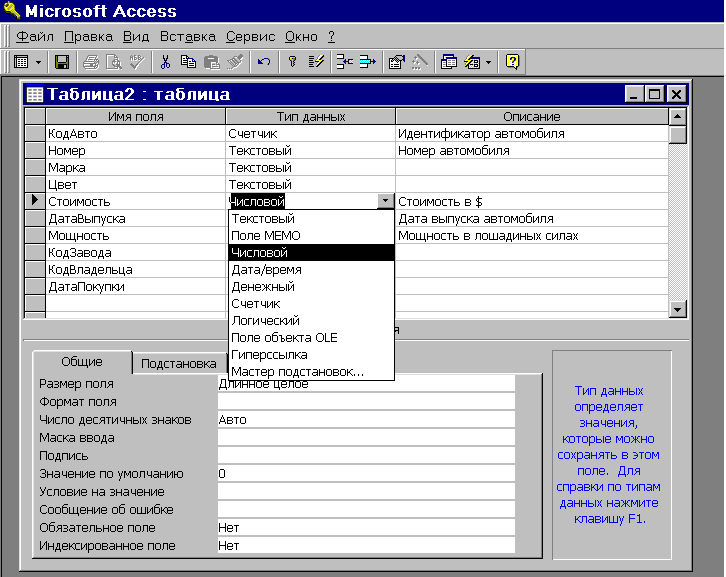 Microsoft Access
Файл Правка Вид Вставка Сервис Окно ?
Таблица2 : таблица
Имя поля Тип данных Описание
КодАвто Счетчик Идентификатор автомобиля
Номер Текстовый Номер автомобиля
Марка Текстовый
Цвет Текстовый
Стоимость Числовой Стоимость в $
ДатаВыпуска Текстовый Дата выпуска автомобиля
Мощность Поле MEMO Мощность в лошадиных силах
КодЗавода Числовой
КодВладельца Дата/время
ДатаПокупки Денежный
Счетчик
Логический
Поле объекта OLE
Гиперссылка
Мастер подстановок...
Общие Подстановка
Размер поля Длинное целое
Формат поля
Число десятичных знаков Авто
Маска ввода
Подпись
Значение по умолчанию 0
Условие на значение
Сообщение об ошибке
Обязательное поле Нет
Индексированное поле Нет
Тип данных
определяет
значения,
которые можно
сохранять в этом
поле. Для
справки по типам
данных нажмите
клавишу F1.